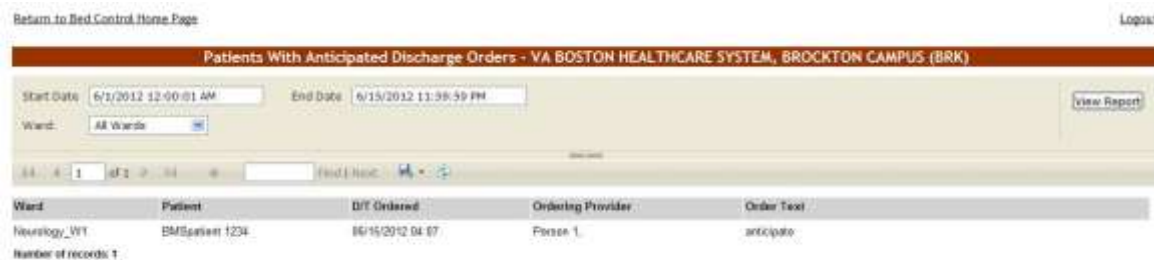 Return to Bed Control Home Page Logout
Patients With Anticipated Discharge Orders - VA BOSTON HEALTHCARE SYSTEM, BROCKTON CAMPUS (BRK)
Start Date 6/1/2012 12:00:01 AM End Date 6/15/2012 11:59:59 PM View Report
Ward: All Wards
1 of 1 Find | Next
Ward Patient D/T Ordered Ordering Provider Order Text
Neurology_W1 BMSpatient 1234 06/15/2012 04:07 Person 1, anticipate
Number of records: 1